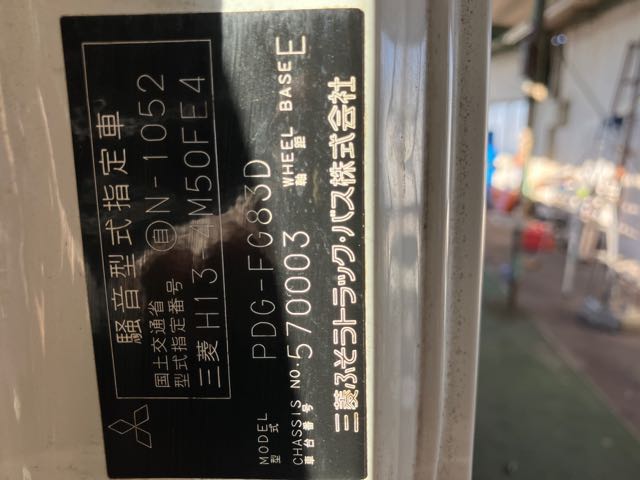 騒音型式指定車
国土交通省
型式指定番号 自N-1052
三菱 H13 4M50FE4
MODEL
型式 PDG-FG83D
CHASSIS NO. 570003 WHEEL BASE E
車台番号 軸距
三菱ふそうトラック・バス株式会社